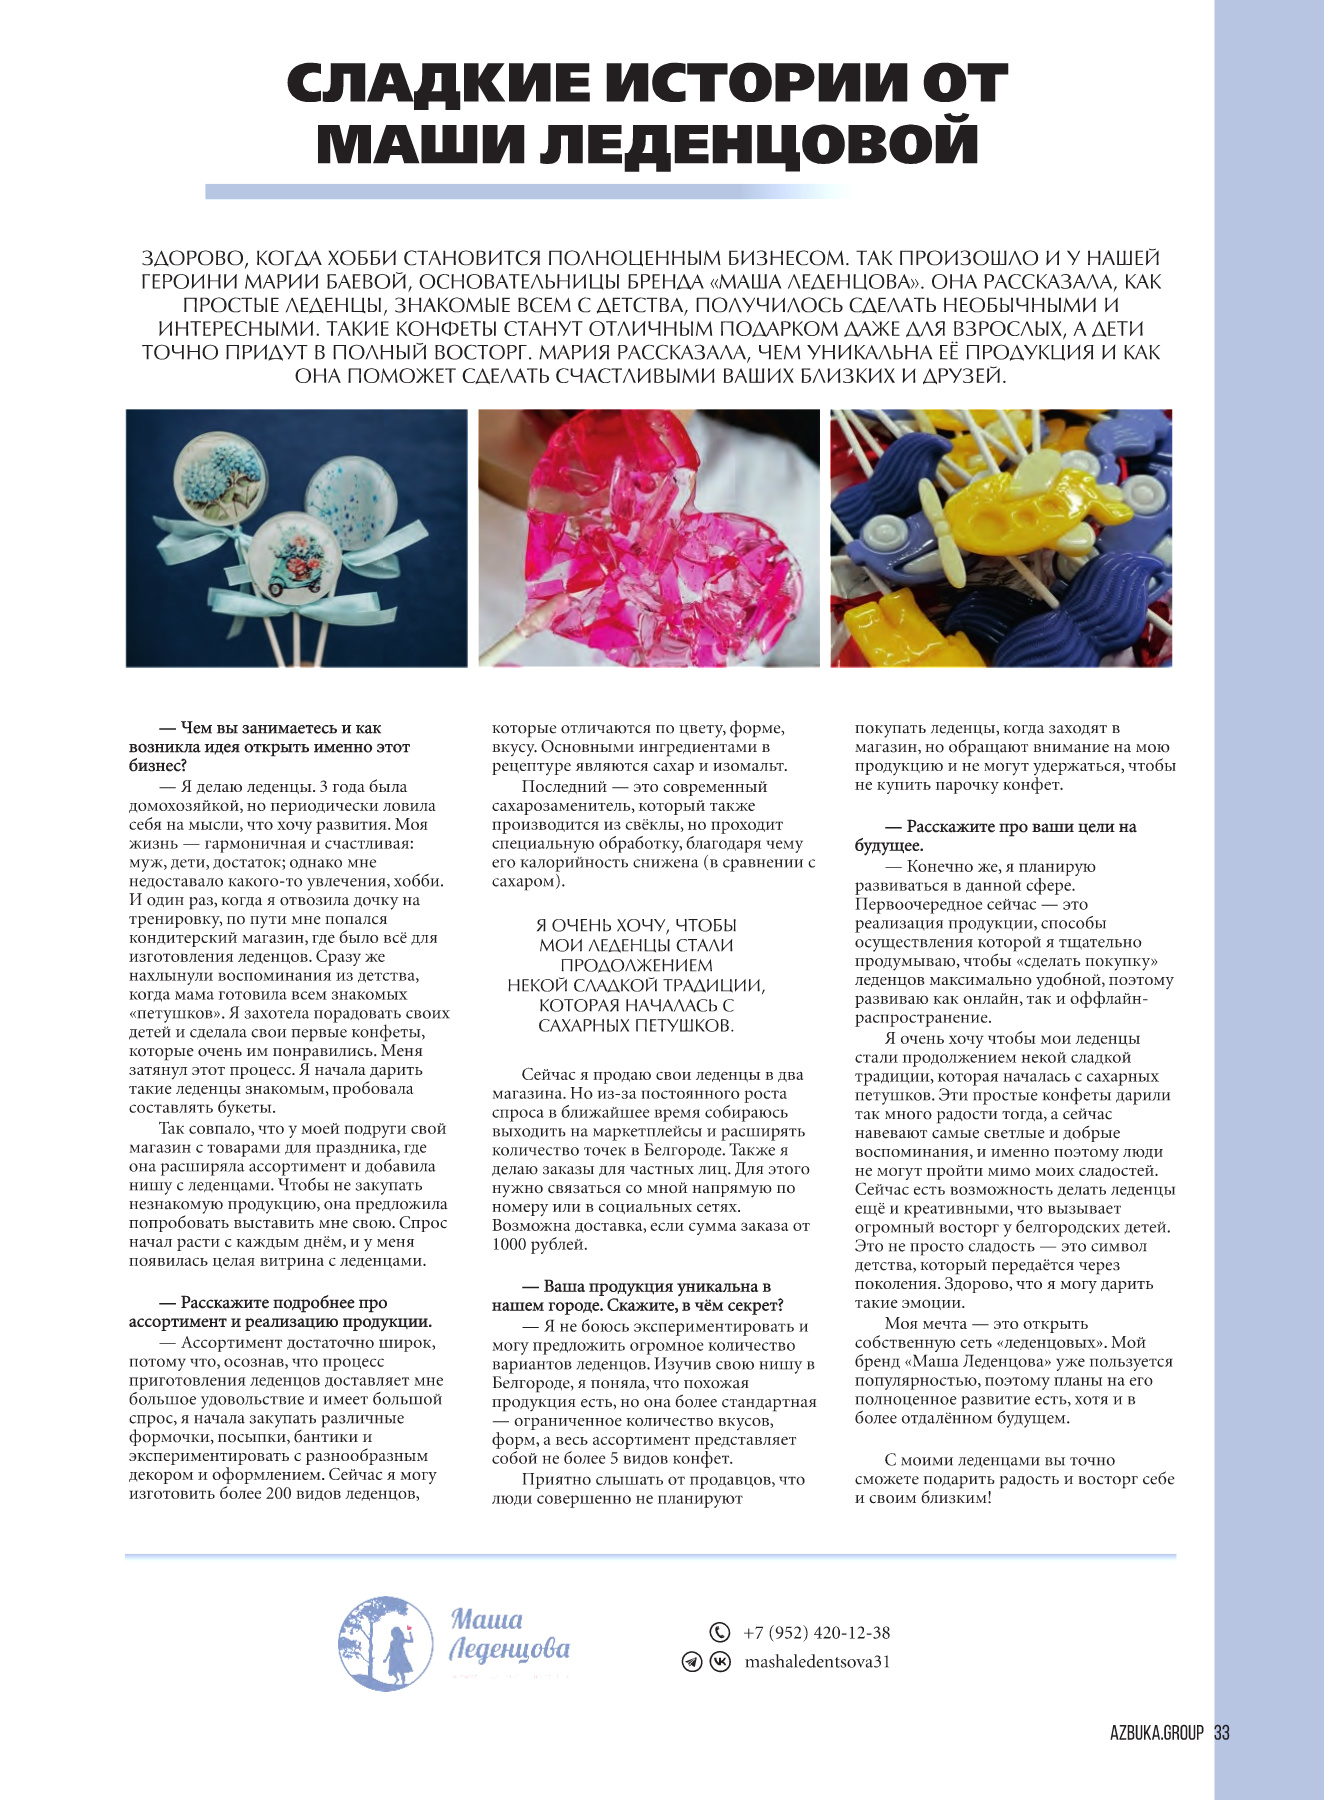 СЛАДКИЕ ИСТОРИИ ОТ
МАШИ ЛЕДЕНЦОВОЙ
ЗДОРОВО, КОГДА ХОББИ СТАНОВИТСЯ ПОЛНОЦЕННЫМ БИЗНЕСОМ. ТАК ПРОИЗОШЛО И У НАШЕЙ
ГЕРОИНИ МАРИИ БАЕВОЙ, ОСНОВАТЕЛЬНИЦЫ БРЕНДА «МАША ЛЕДЕНЦОВА». ОНА РАССКАЗАЛА, КАК
ПРОСТЫЕ ЛЕДЕНЦЫ, ЗНАКОМЫЕ ВСЕМ С ДЕТСТВА, ПОЛУЧИЛОСЬ СДЕЛАТЬ НЕОБЫЧНЫМИ И
ИНТЕРЕСНЫМИ. ТАКИЕ КОНФЕТЫ СТАНУТ ОТЛИЧНЫМ ПОДАРКОМ ДАЖЕ ДЛЯ ВЗРОСЛЫХ, А ДЕТИ
ТОЧНО ПРИДУТ В ПОЛНЫЙ ВОСТОРГ. МАРИЯ РАССКАЗАЛА, ЧЕМ УНИКАЛЬНА ЕЁ ПРОДУКЦИЯ И КАК
ОНА ПОМОЖЕТ СДЕЛАТЬ СЧАСТЛИВЫМИ ВАШИХ БЛИЗКИХ И ДРУЗЕЙ.
— Чем вы занимаетесь и как
возникла идея открыть именно этот
бизнес?
— Я делаю леденцы. 3 года была
домохозяйкой, но периодически ловила
себя на мысли, что хочу развития. Моя
жизнь — гармоничная и счастливая:
муж, дети, достаток; однако мне
недоставало какого-то увлечения, хобби.
И один раз, когда я отвозила дочку на
тренировку, по пути мне попался
кондитерский магазин, где было всё для
изготовления леденцов. Сразу же
нахлынули воспоминания из детства,
когда мама готовила всем знакомых
«петушков». Я захотела порадовать своих
детей и сделала свои первые конфеты,
которые очень им понравились. Меня
затянул этот процесс. Я начала дарить
такие леденцы знакомым, пробовала
составлять букеты.
Так совпало, что у моей подруги свой
магазин с товарами для праздника, где
она расширяла ассортимент и добавила
нишу с леденцами. Чтобы не закупать
незнакомую продукцию, она предложила
попробовать выставить мне свою. Спрос
начал расти с каждым днём, и у меня
появилась целая витрина с леденцами.
— Расскажите подробнее про
ассортимент и реализацию продукции.
— Ассортимент достаточно широк,
потому что, осознав, что процесс
приготовления леденцов доставляет мне
большое удовольствие и имеет большой
спрос, я начала закупать различные
формочки, посыпки, бантики и
экспериментировать с разнообразным
декором и оформлением. Сейчас я могу
изготовить более 200 видов леденцов,
которые отличаются по цвету, форме,
вкусу. Основными ингредиентами в
рецептуре являются сахар и изомальт.
Последний — это современный
сахарозаменитель, который также
производится из свёклы, но проходит
специальную обработку, благодаря чему
его калорийность снижена (в сравнении с
сахаром).
Я ОЧЕНЬ ХОЧУ, ЧТОБЫ
МОИ ЛЕДЕНЦЫ СТАЛИ
ПРОДОЛЖЕНИЕМ
НЕКОЙ СЛАДКОЙ ТРАДИЦИИ,
КОТОРАЯ НАЧАЛАСЬ С
САХАРНЫХ ПЕТУШКОВ.
Сейчас я продаю свои леденцы в два
магазина. Но из-за постоянного роста
спроса в ближайшее время собираюсь
выходить на маркетплейсы и расширять
количество точек в Белгороде. Также я
делаю заказы для частных лиц. Для этого
нужно связаться со мной напрямую по
номеру или в социальных сетях.
Возможна доставка, если сумма заказа от
1000 рублей.
— Ваша продукция уникальна в
нашем городе. Скажите, в чём секрет?
— Я не боюсь экспериментировать и
могу предложить огромное количество
вариантов леденцов. Изучив свою нишу в
Белгороде, я поняла, что похожая
продукция есть, но она более стандартная
— ограниченное количество вкусов,
форм, а весь ассортимент представляет
собой не более 5 видов конфет.
Приятно слышать от продавцов, что
люди совершенно не планируют
покупать леденцы, когда заходят в
магазин, но обращают внимание на мою
продукцию и не могут удержаться, чтобы
не купить парочку конфет.
— Расскажите про ваши цели на
будущее.
— Конечно же, я планирую
развиваться в данной сфере.
Первоочередное сейчас — это
реализация продукции, способы
осуществления которой я тщательно
продумываю, чтобы «сделать покупку»
леденцов максимально удобной, поэтому
развиваю как онлайн, так и оффлайн-
распространение.
Я очень хочу чтобы мои леденцы
стали продолжением некой сладкой
традиции, которая началась с сахарных
петушков. Эти простые конфеты дарили
так много радости тогда, а сейчас
навевают самые светлые и добрые
воспоминания, и именно поэтому люди
не могут пройти мимо моих сладостей.
Сейчас есть возможность делать леденцы
ещё и креативными, что вызывает
огромный восторг у белгородских детей.
Это не просто сладость — это символ
детства, который передаётся через
поколения. Здорово, что я могу дарить
такие эмоции.
Моя мечта — это открыть
собственную сеть «леденцовых». Мой
бренд «Маша Леденцова» уже пользуется
популярностью, поэтому планы на его
полноценное развитие есть, хотя и в
более отдалённом будущем.
С моими леденцами вы точно
сможете подарить радость и восторг себе
и своим близким!
Маша
Леденцова
+7 (952) 420-12-38
mashaledentsova31
AZBUKA.GROUP 33